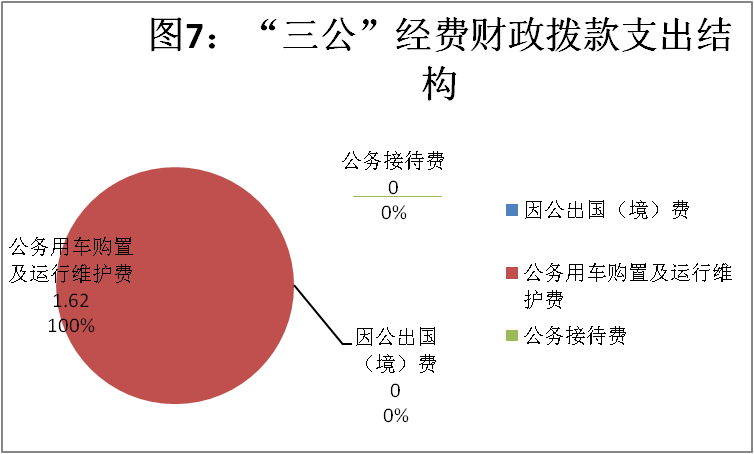 图7：“三公”经费财政拨款支出结
构
公务接待费
0
0%
公务用车购置
及运行维护费
1.62
100%
因公出国
（境）费
0
0%
因公出国（境）费
公务用车购置及运行维
护费
公务接待费